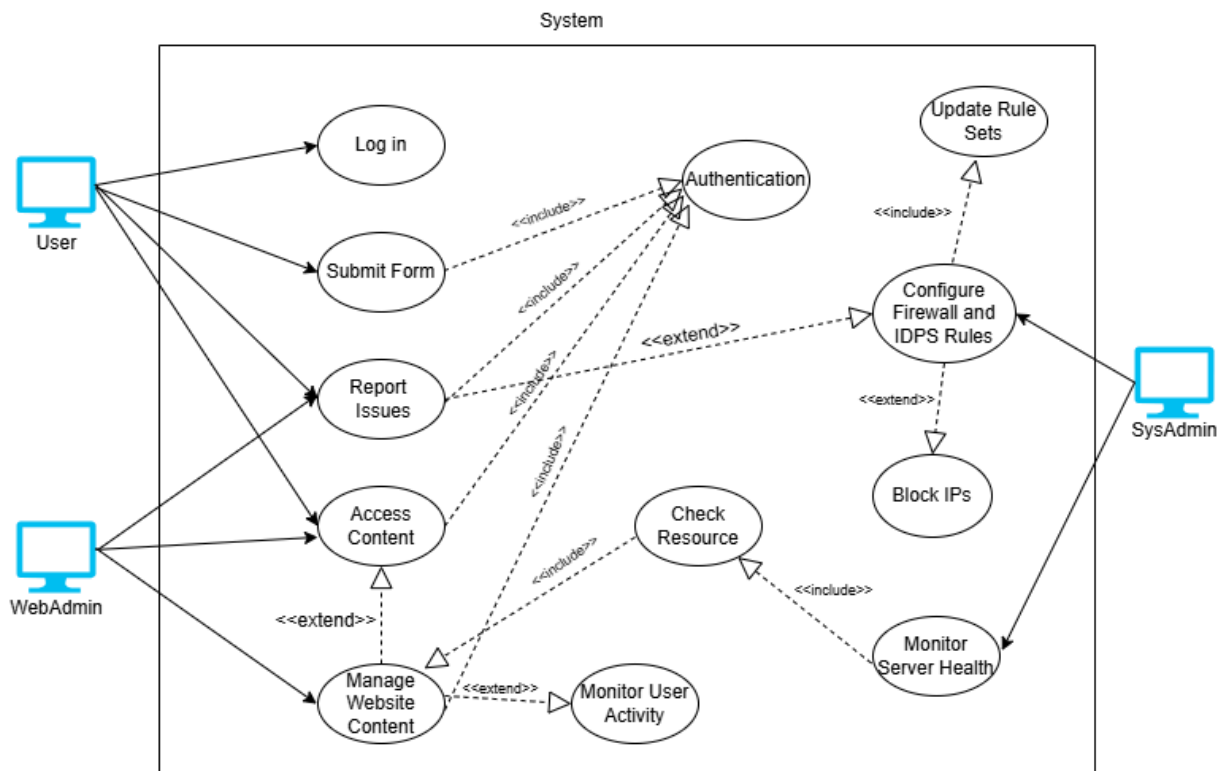 System
Log in
Update Rule
Sets
Authentication
<<include>>
<<include>>
User
Submit Form
<<include>>
Configure
Firewall and
IDPS Rules
<<extend>>
<<include>>
Report
Issues
<<extend>>
SysAdmin
<<include>>
Block IPs
Access
Content
Check
Resource
<<include>>
WebAdmin
<<include>>
<<extend>>
Monitor
Server Health
Manage
Website
Content
<<extend>>
Monitor User
Activity